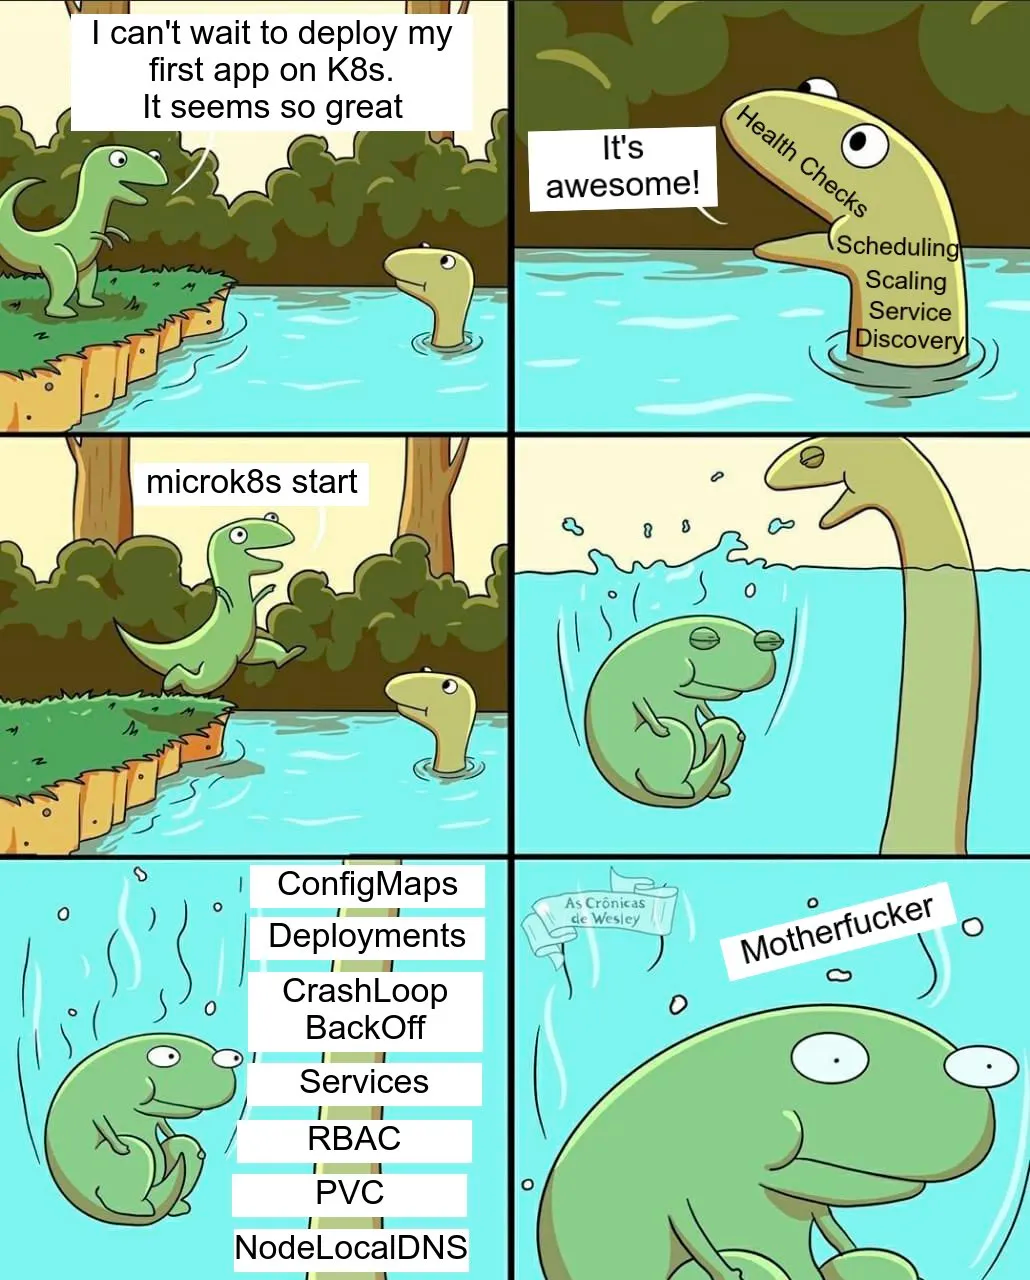 I can't wait to deploy my
first app on K8s.
It seems so great
It's
awesome!
Health Checks
Scheduling
Scaling
Service
Discovery
microk8s start
ConfigMaps
Deployments
CrashLoop
BackOff
Services
RBAC
PVC
NodeLocalDNS
As Crônicas
de Wesley
Motherfucker